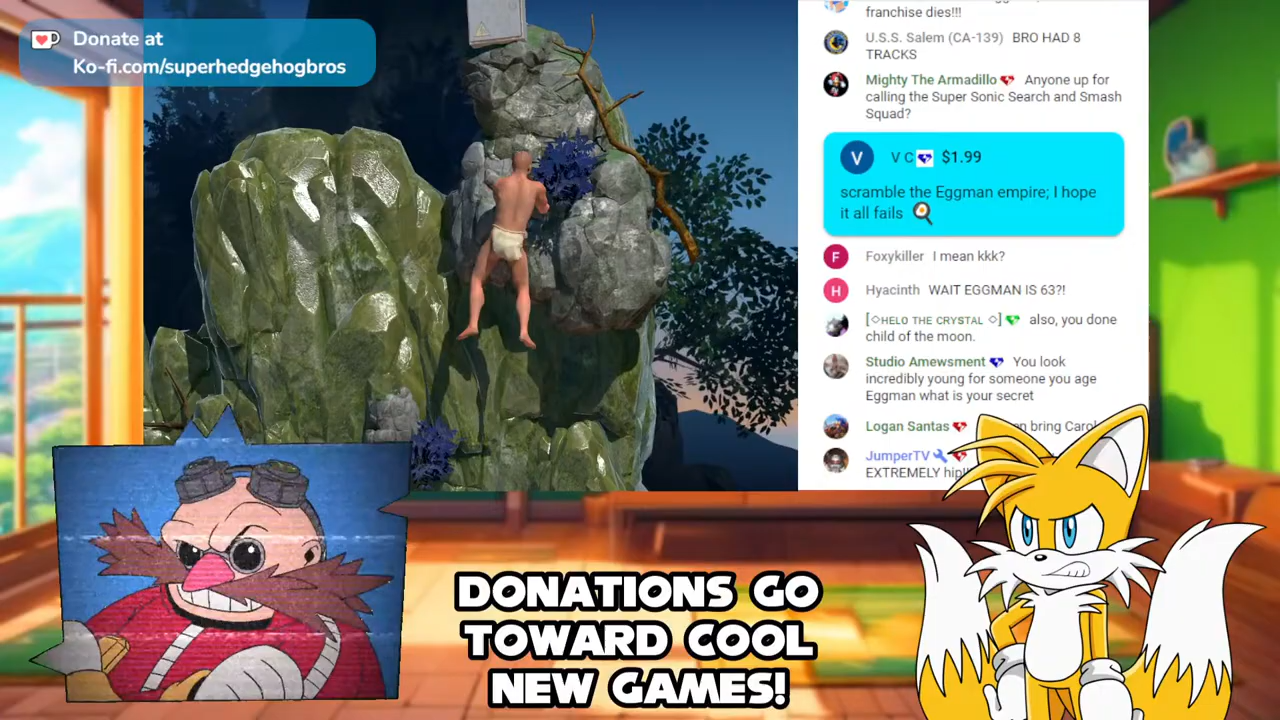 Donate at
Ko-fi.com/superhedgehogbros
franchise dies!!!
U.S.S. Salem (CA-139) BRO HAD 8
TRACKS
Mighty The Armadillo Anyone up for
calling the Super Sonic Search and Smash
Squad?
V
V C $1.99
scramble the Eggman empire; I hope
it all fails
F
Foxykiller I mean kkk?
H
Hyacinth WAIT EGGMAN IS 63?!
[◇HELO THE CRYSTAL ◇] also, you done
child of the moon.
Studio Amewsment You look
incredibly young for someone you age
Eggman what is your secret
Logan Santas bring
JumperTV
EXTREMELY
DONATIONS GO
TOWARD COOL
NEW GAMES!